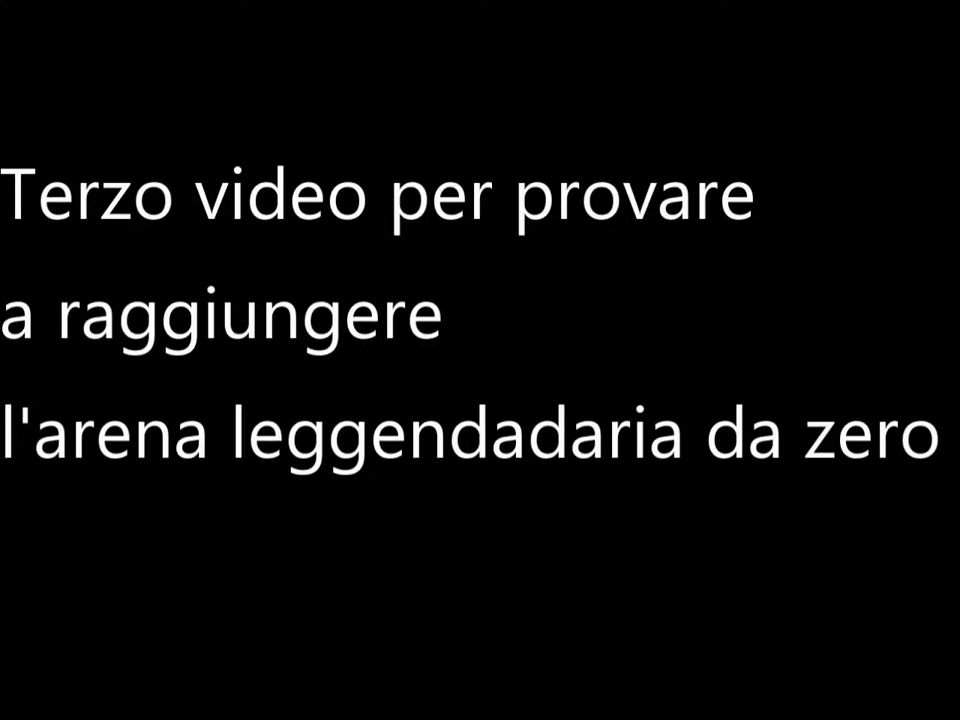 Terzo video per provare
a raggiungere
l'arena leggendadaria da zero